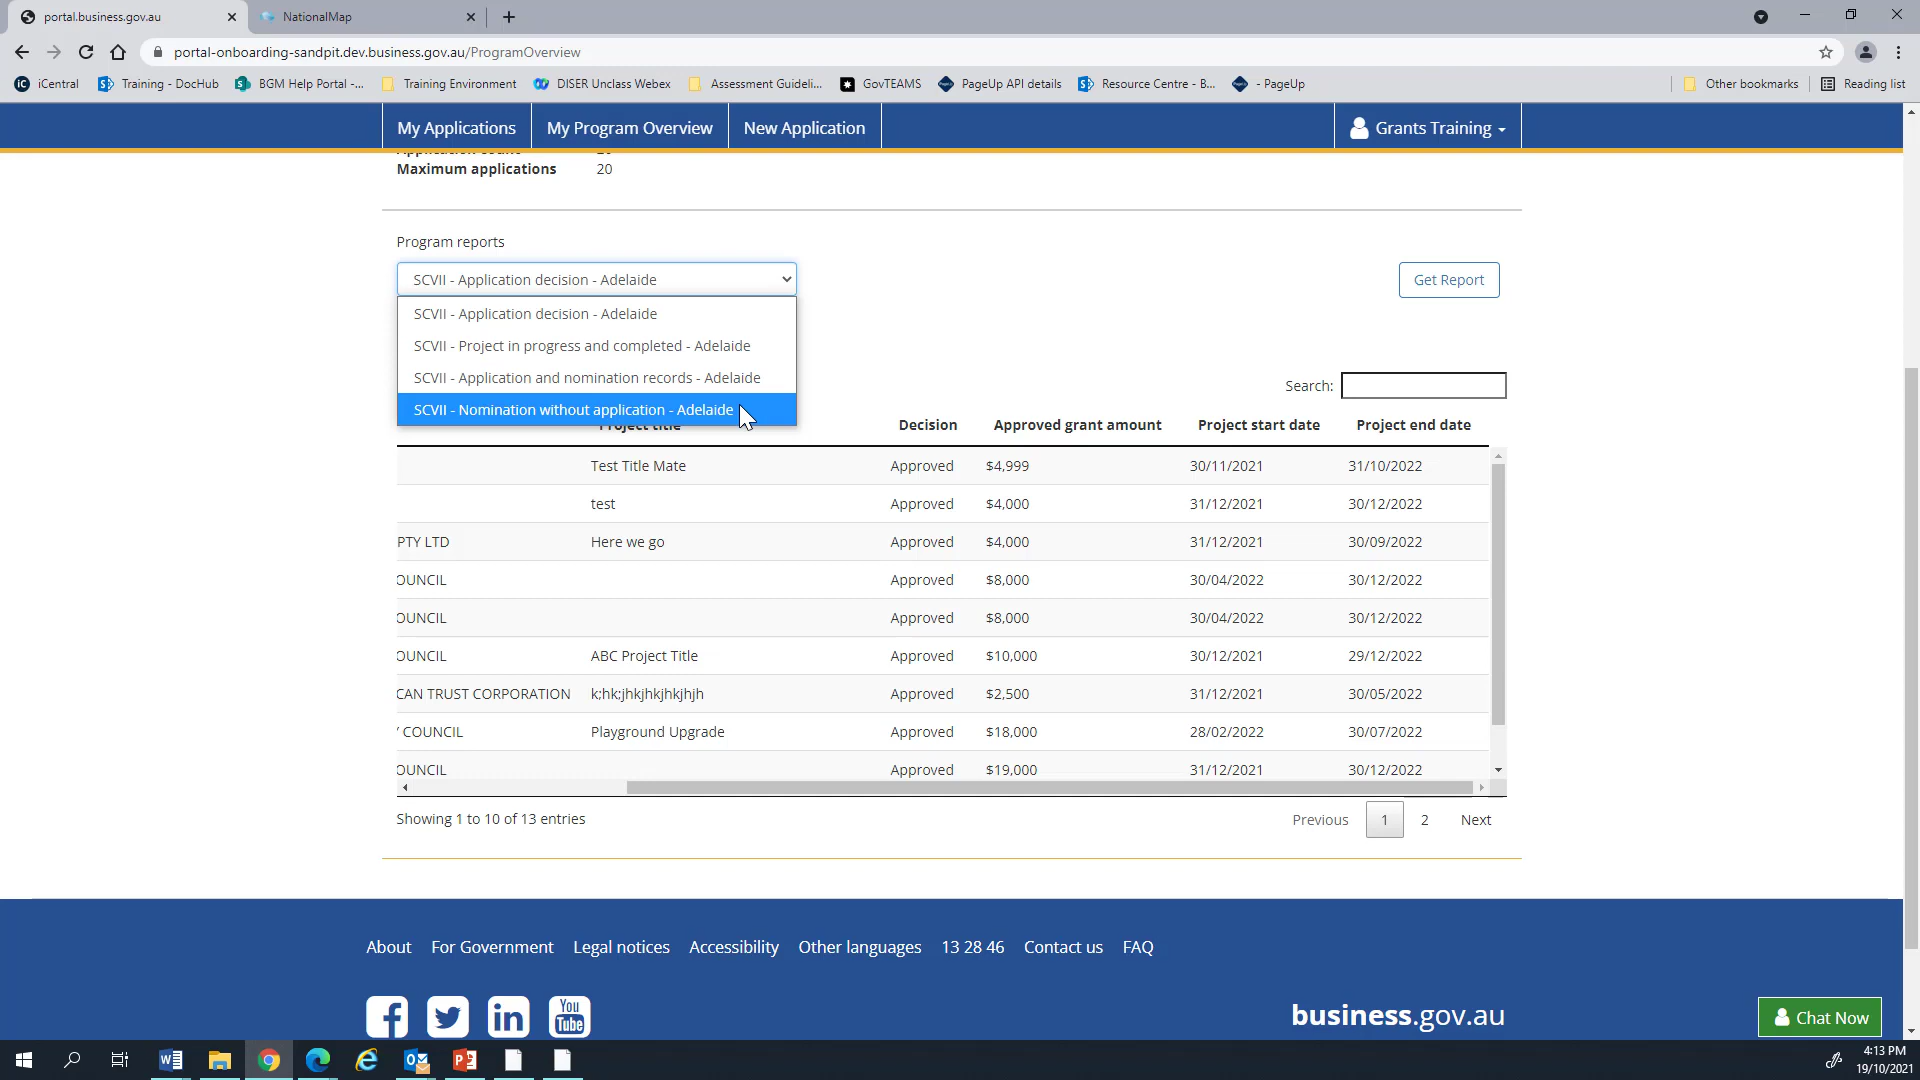 portal.business.gov.au
NationalMap
portal-onboarding-sandpit.dev.business.gov.au/ProgramOverview
iCentral
Training - DocHub
BGM Help Portal -...
Training Environment
DISER Unclass Webex
Assessment Guideli...
GovTEAMS
PageUp API details
Resource Centre - B...
- PageUp
Other bookmarks
Reading list
My Applications
My Program Overview
New Application
Grants Training
Maximum applications 20
Program reports
SCVII - Application decision - Adelaide
Get Report
SCVII - Application decision - Adelaide
SCVII - Project in progress and completed - Adelaide
SCVII - Application and nomination records - Adelaide
SCVII - Nomination without application - Adelaide
Search:
Project title Decision Approved grant amount Project start date Project end date
Test Title Mate Approved $4,999 30/11/2021 31/10/2022
test Approved $4,000 31/12/2021 30/12/2022
PTY LTD Here we go Approved $4,000 31/12/2021 30/09/2022
OUNCIL Approved $8,000 30/04/2022 30/12/2022
OUNCIL Approved $8,000 30/04/2022 30/12/2022
OUNCIL ABC Project Title Approved $10,000 30/12/2021 29/12/2022
CAN TRUST CORPORATION k;hk;jhkjhkjhkjhjh Approved $2,500 31/12/2021 30/05/2022
COUNCIL Playground Upgrade Approved $18,000 28/02/2022 30/07/2022
OUNCIL Approved $19,000 31/12/2021 30/12/2022
Showing 1 to 10 of 13 entries
Previous 1 2 Next
About For Government Legal notices Accessibility Other languages 13 28 46 Contact us FAQ
You
Tube
business.gov.au
Chat Now
4:13 PM
19/10/2021